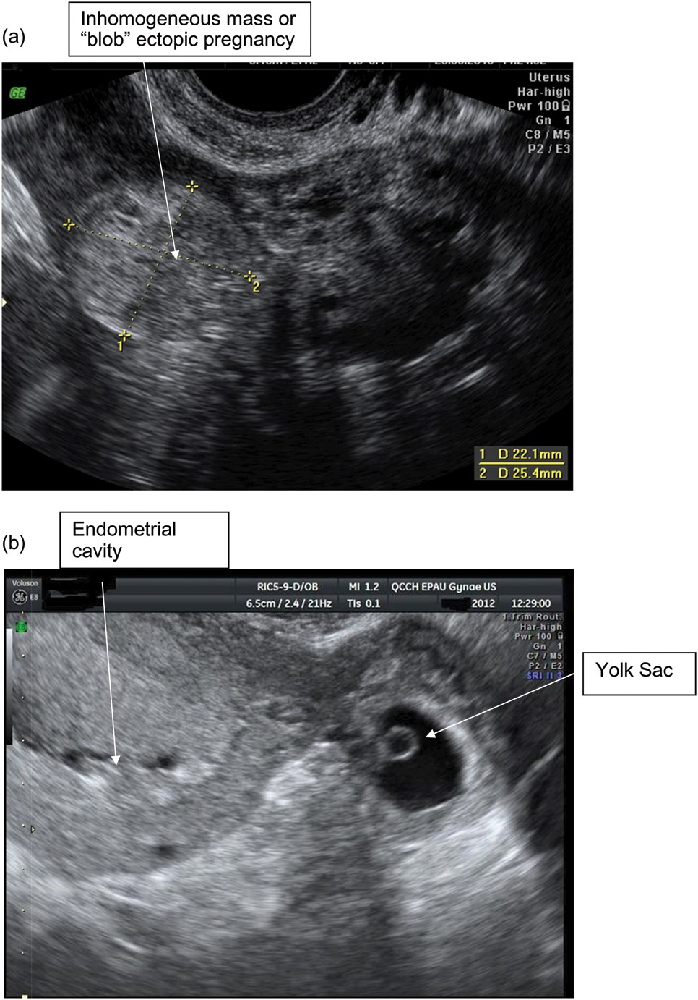 (a)
Inhomogeneous mass or
“blob” ectopic pregnancy
GE
Uterus
Har-high
Pwr 100
Gn 1
C8 / M5
P2 / E3
2
1
1 D 22.1mm
2 D 25.4mm
(b)
Endometrial
cavity
Voluson
E8
RIC5-9-D/OB MI 1.2 QCCH EPAU Gynae US
6.5cm / 2.4 / 21Hz TIs 0.1 2012 12:29:00
1.Trim Rout.
Har-high
Pwr 100
Gn 1
C7 / M5
P2 / E2
SRI II 3
Yolk Sac